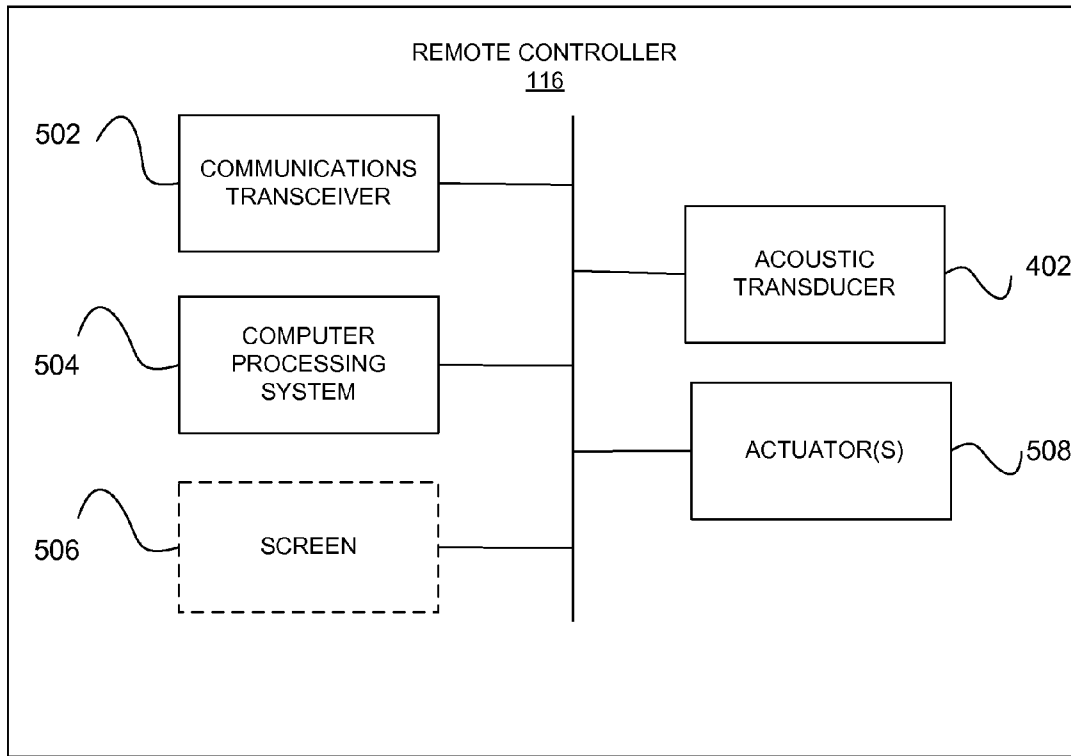 REMOTE CONTROLLER
116
502
COMMUNICATIONS
TRANSCEIVER
ACOUSTIC
TRANSDUCER
402
504
COMPUTER
PROCESSING
SYSTEM
ACTUATOR(S)
508
506
SCREEN